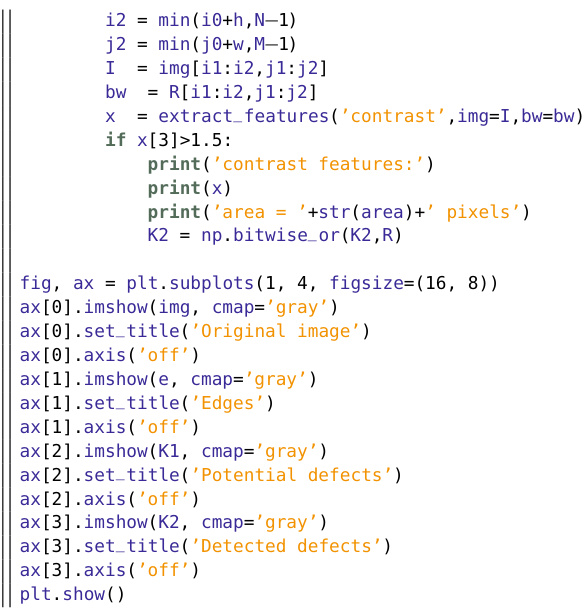 i2 = min(i0+h,N−1)
        j2 = min(j0+w,M−1)
        I  = img[i1:i2,j1:j2]
        bw  = R[i1:i2,j1:j2]
        x  = extract_features(’contrast’,img=I,bw=bw)
        if x[3]>1.5:
            print(’contrast features:’)
            print(x)
            print(’area = ’+str(area)+’ pixels’)
            K2 = np.bitwise_or(K2,R)

fig, ax = plt.subplots(1, 4, figsize=(16, 8))
ax[0].imshow(img, cmap=’gray’)
ax[0].set_title(’Original image’)
ax[0].axis(’off’)
ax[1].imshow(e, cmap=’gray’)
ax[1].set_title(’Edges’)
ax[1].axis(’off’)
ax[2].imshow(K1, cmap=’gray’)
ax[2].set_title(’Potential defects’)
ax[2].axis(’off’)
ax[3].imshow(K2, cmap=’gray’)
ax[3].set_title(’Detected defects’)
ax[3].axis(’off’)
plt.show()